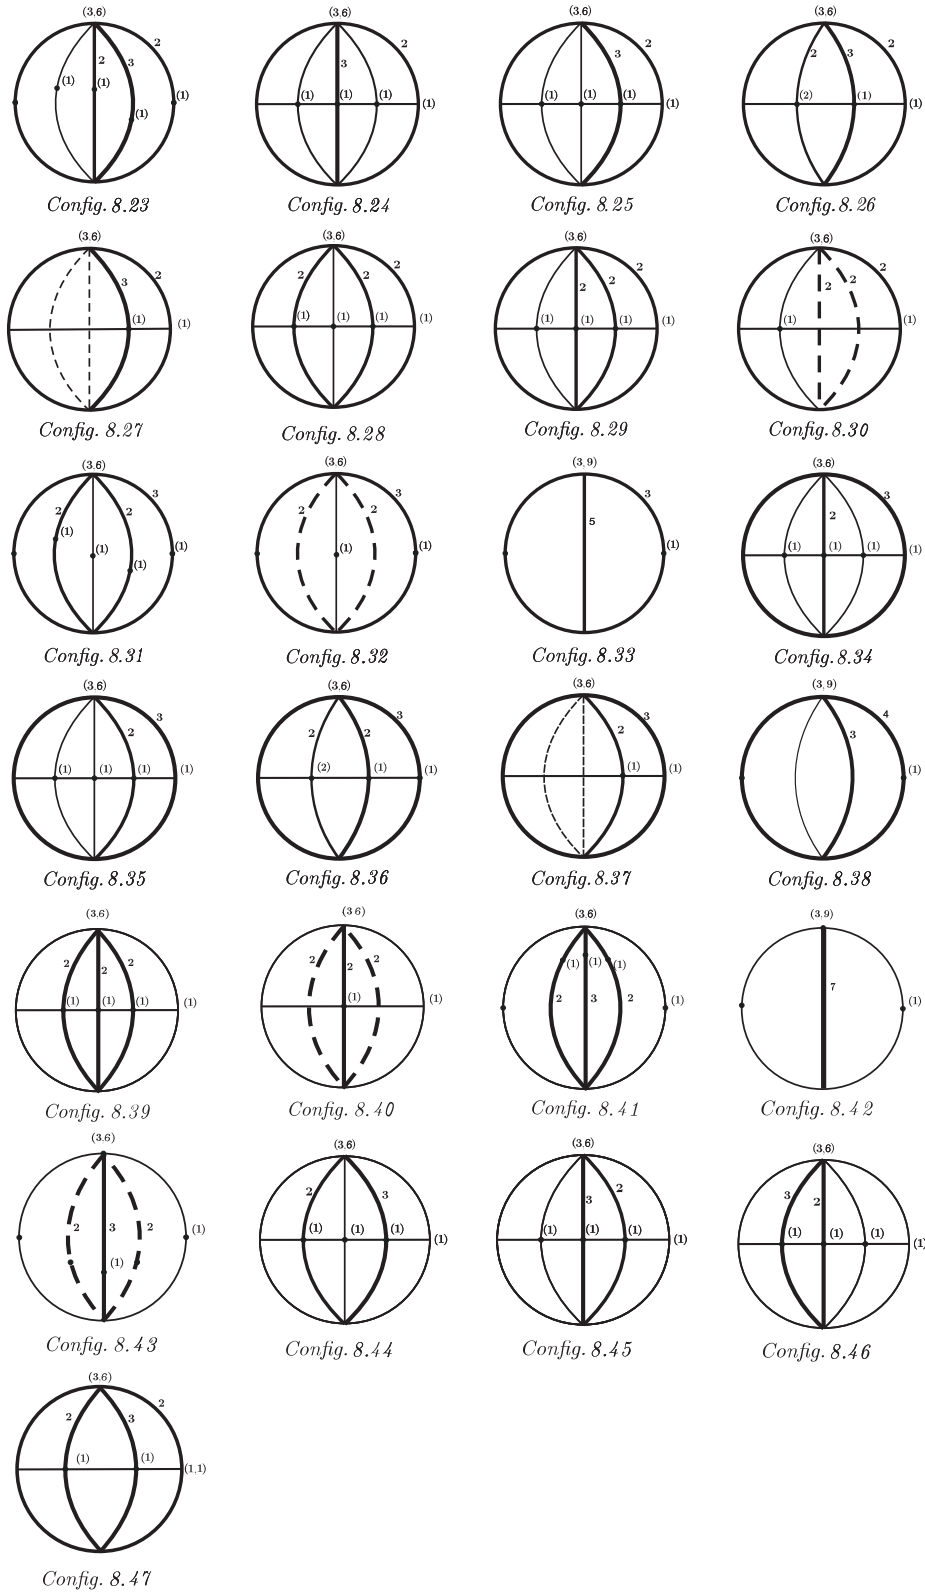 (3,6) (3,6) (3,6) (3,6)
2 3 2 (1) (1) (1) (1)
3 2 (1) (1) (1) (1)
3 2 (1) (1) (1) (1)
2 3 2 (2) (1) (1)
Config. 8.23 Config. 8.24 Config. 8.25 Config. 8.26
(3,6) (3,6) (3,6) (3,6)
3 2 (1) (1)
2 2 2 (1) (1) (1) (1)
2 2 2 (1) (1) (1) (1)
2 2 2 (1) (1)
Config. 8.27 Config. 8.28 Config. 8.29 Config. 8.30
(3,6) (3,6) (3,9) (3,6)
2 2 3 (1) (1) (1) (1)
2 2 3 (1) (1)
5 3 (1)
2 3 (1) (1) (1) (1)
Config. 8.31 Config. 8.32 Config. 8.33 Config. 8.34
(3,6) (3,6) (3,6) (3,9)
2 3 (1) (1) (1) (1)
2 2 3 (2) (1) (1)
2 3 (1) (1)
3 4 (1)
Config. 8.35 Config. 8.36 Config. 8.37 Config. 8.38
(3,6) (3 6) (3,6) (3,9)
2 2 2 (1) (1) (1) (1)
2 2 2 (1) (1)
(1) (1) (1) 2 3 2 (1)
7
Config. 8.39 Config. 8.40 Config. 8.41 Config. 8.42
(3,6) (3,6) (3,6) (3,6)
2 3 2 (1) (1)
2 3 (1) (1) (1) (1)
3 2 (1) (1) (1) (1)
3 2 (1) (1) (1) (1)
Config. 8.43 Config. 8.44 Config. 8.45 Config. 8.46
(3,6)
2 3 2
(1) (1) (1,1)
Config. 8.47